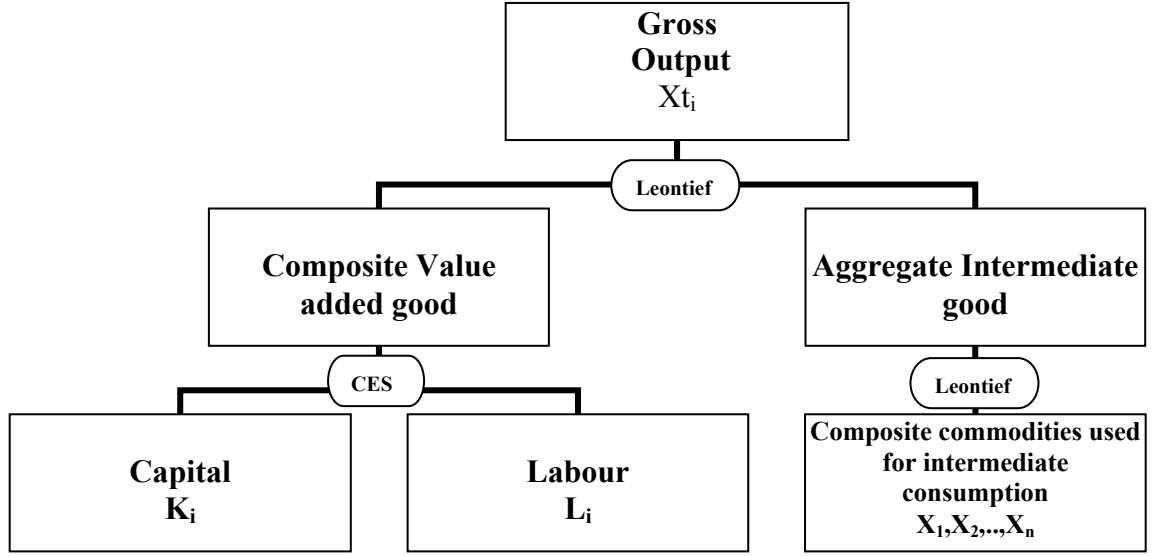 Gross
Output
Xtᵢ
Leontief
Composite Value
added good
Aggregate Intermediate
good
CES
Leontief
Capital
Kᵢ
Labour
Lᵢ
Composite commodities used
for intermediate
consumption
X₁,X₂,..,Xₙ